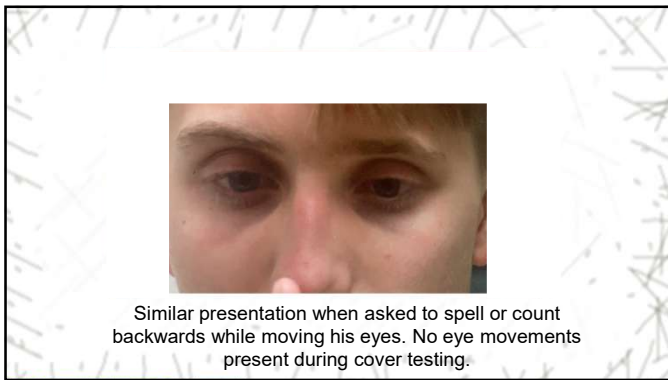 Similar presentation when asked to spell or count
backwards while moving his eyes. No eye movements
present during cover testing.